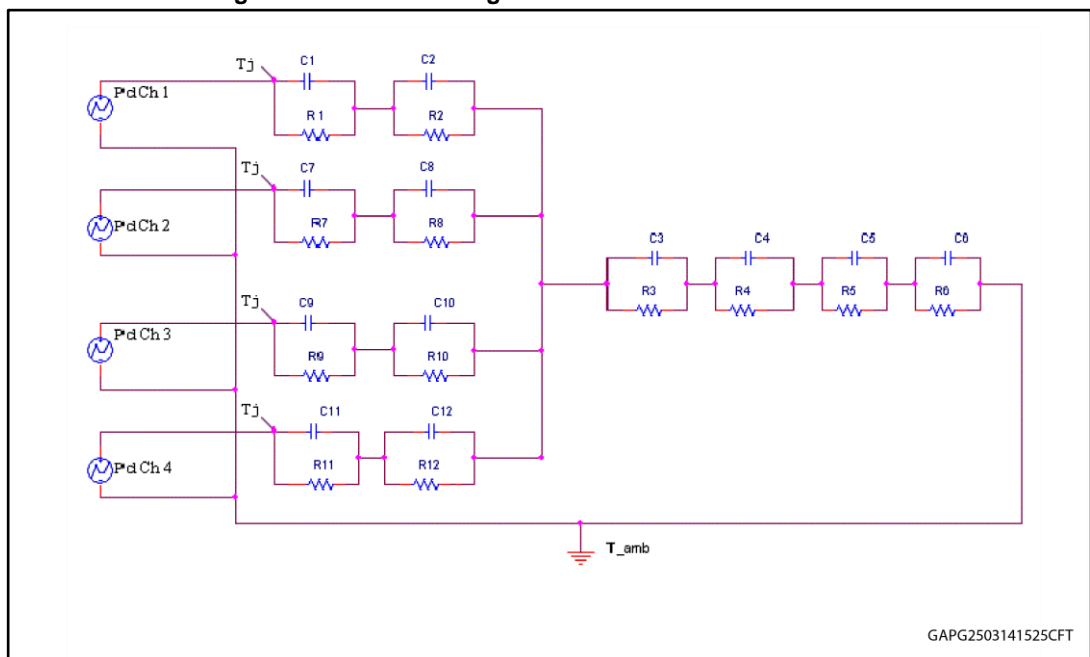 Tj
C1
C2
PdCh1
R1
R2
Tj
C7
C8
PdCh2
R7
R8
C3
C4
C5
C6
R3
R4
R5
R6
Tj
C9
C10
PdCh3
R9
R10
Tj
C11
C12
PdCh4
R11
R12
T_amb
GAPG2503141525CFT